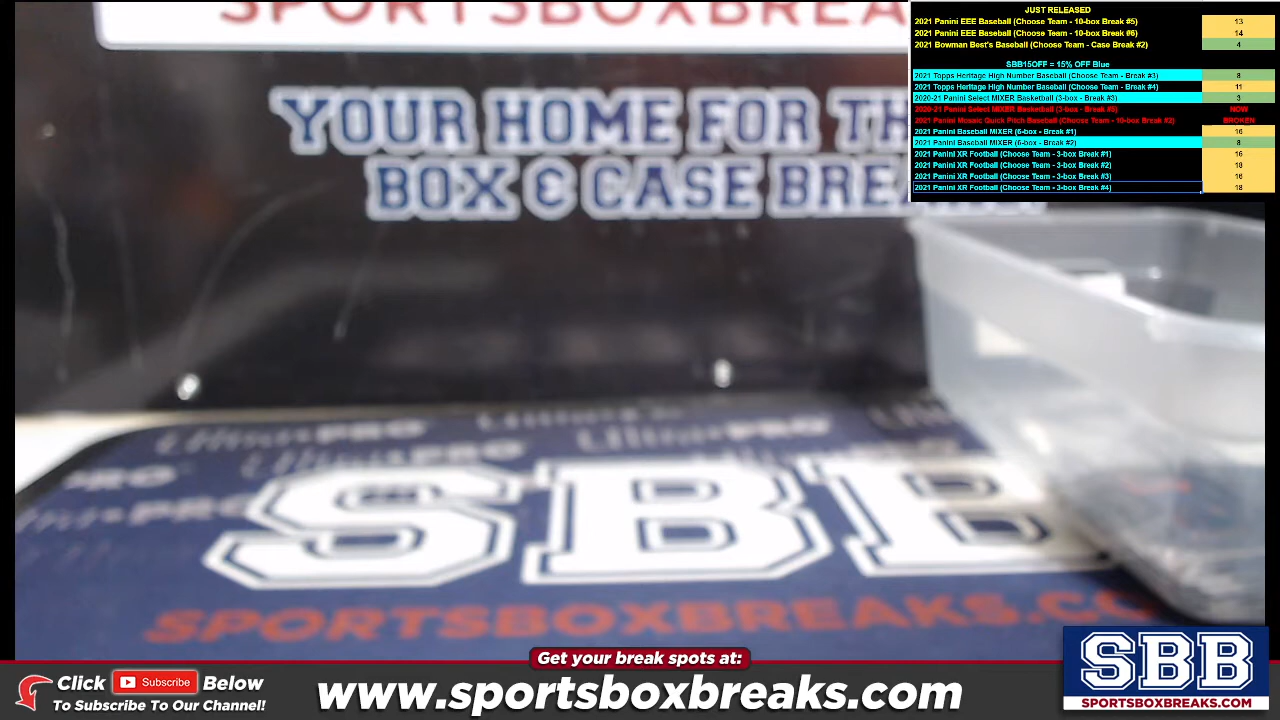 SPORTSBOXBREAKS
JUST RELEASED
2021 Panini EEE Baseball (Choose Team - 10-box Break #5) 13
2021 Panini EEE Baseball (Choose Team - 10-box Break #6) 14
2021 Bowman Best's Baseball (Choose Team - Case Break #2) 4
SBB15OFF = 15% OFF Blue
2021 Topps Heritage High Number Baseball (Choose Team - Break #3) 8
2021 Topps Heritage High Number Baseball (Choose Team - Break #4) 11
2020-21 Panini Select MIXER Basketball (3-box - Break #3) 3
2020-21 Panini Select MIXER Basketball (3-box - Break #5) NOW
2021 Panini Mosaic Quick Pitch Baseball (Choose Team - 10-box Break #2) BROKEN
2021 Panini Baseball MIXER (6-box - Break #1) 16
2021 Panini Baseball MIXER (6-box - Break #2) 8
2021 Panini XR Football (Choose Team - 3-box Break #1) 16
2021 Panini XR Football (Choose Team - 3-box Break #2) 18
2021 Panini XR Football (Choose Team - 3-box Break #3) 16
2021 Panini XR Football (Choose Team - 3-box Break #4) 18
UR HOME FOR TH
BOX & CASE BREA
UltraPRO UltraPRO
UltraPRO UltraPRO
PRO
SBB
SPORTSBOXBREAKS.CO
Get your break spots at:
Click Subscribe Below
To Subscribe To Our Channel!
www.sportsboxbreaks.com
SBB
SPORTSBOXBREAKS.COM